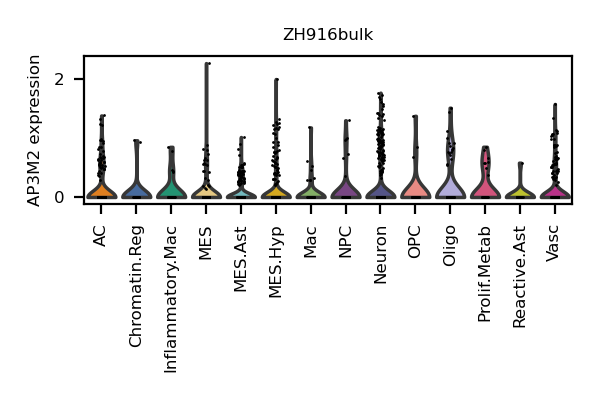 ZH916bulk
AP3M2 expression
2
0
AC
Chromatin.Reg
Inflammatory.Mac
MES
MES.Ast
MES.Hyp
Mac
NPC
Neuron
OPC
Oligo
Prolif.Metab
Reactive.Ast
Vasc